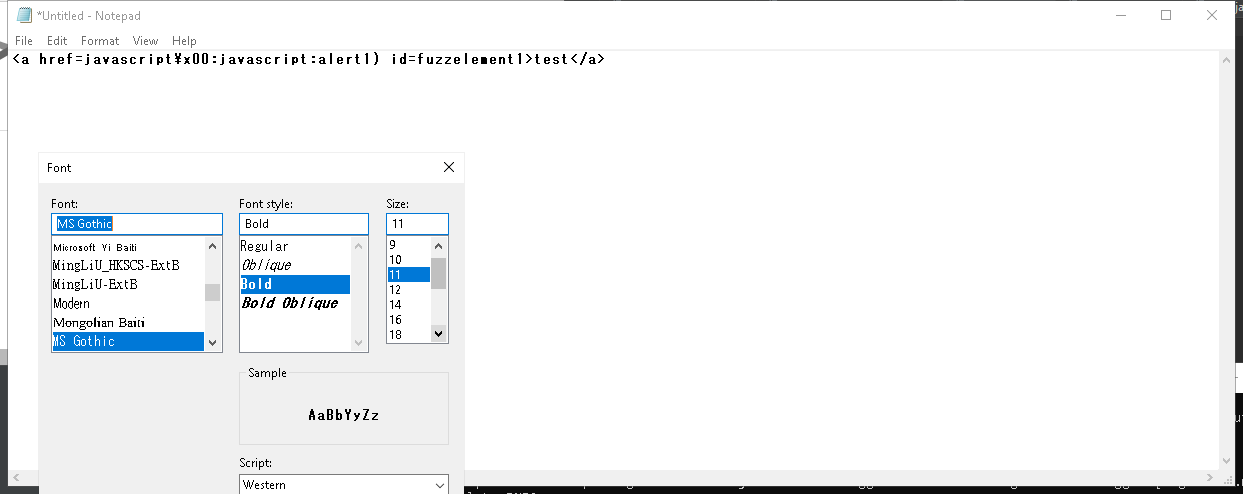 *Untitled - Notepad
File Edit Format View Help
<a href=javascript¥x00:javascript:alert1) id=fuzzelement1>test</a>
Font
Font:
MS Gothic
Microsoft Yi Baiti
MingLiU_HKSCS-ExtB
MingLiU-ExtB
Modern
Mongolian Baiti
MS Gothic
Font style:
Bold
Regular
Oblique
Bold
Bold Oblique
Size:
11
9
10
11
12
14
16
18
Sample
AaBbYyZz
Script:
Western